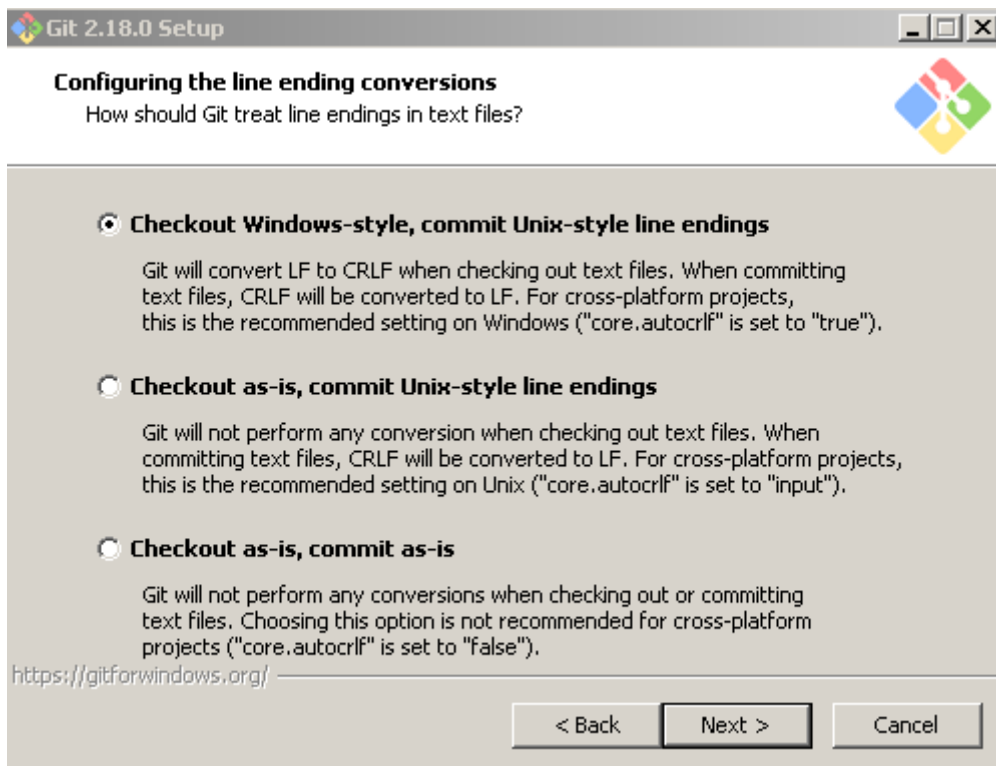 Git 2.18.0 Setup
Configuring the line ending conversions
How should Git treat line endings in text files?
Checkout Windows-style, commit Unix-style line endings
Git will convert LF to CRLF when checking out text files. When committing
text files, CRLF will be converted to LF. For cross-platform projects,
this is the recommended setting on Windows ("core.autocrlf" is set to "true").
Checkout as-is, commit Unix-style line endings
Git will not perform any conversion when checking out text files. When
committing text files, CRLF will be converted to LF. For cross-platform projects,
this is the recommended setting on Unix ("core.autocrlf" is set to "input").
Checkout as-is, commit as-is
Git will not perform any conversions when checking out or committing
text files. Choosing this option is not recommended for cross-platform
projects ("core.autocrlf" is set to "false").
https://gitforwindows.org/
< Back Next > Cancel